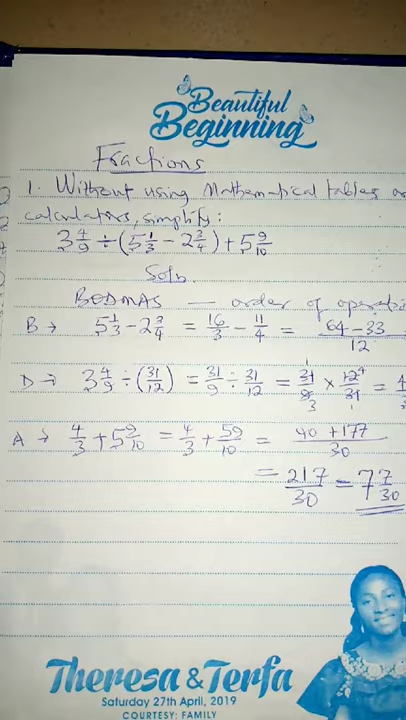 Beautiful
Beginning
Fractions
1. Without using Mathematical tables
calculators, simplify:
3 4/9 ÷ (5 1/3 − 2 3/4) + 5 9/10
Soln.
BODMAS — order of operatio
B → 5 1/3 − 2 3/4 = 16/3 − 11/4 = 64−33/12
D → 3 4/9 ÷ (31/12) = 31/9 ÷ 31/12 = 31/9 × 12/31 = 4
A → 4/3 + 5 9/10 = 4/3 + 59/10 = 40+177/30
= 217/30 = 7 7/30
Theresa & Terfa
Saturday 27th April, 2019
COURTESY: FAMILY